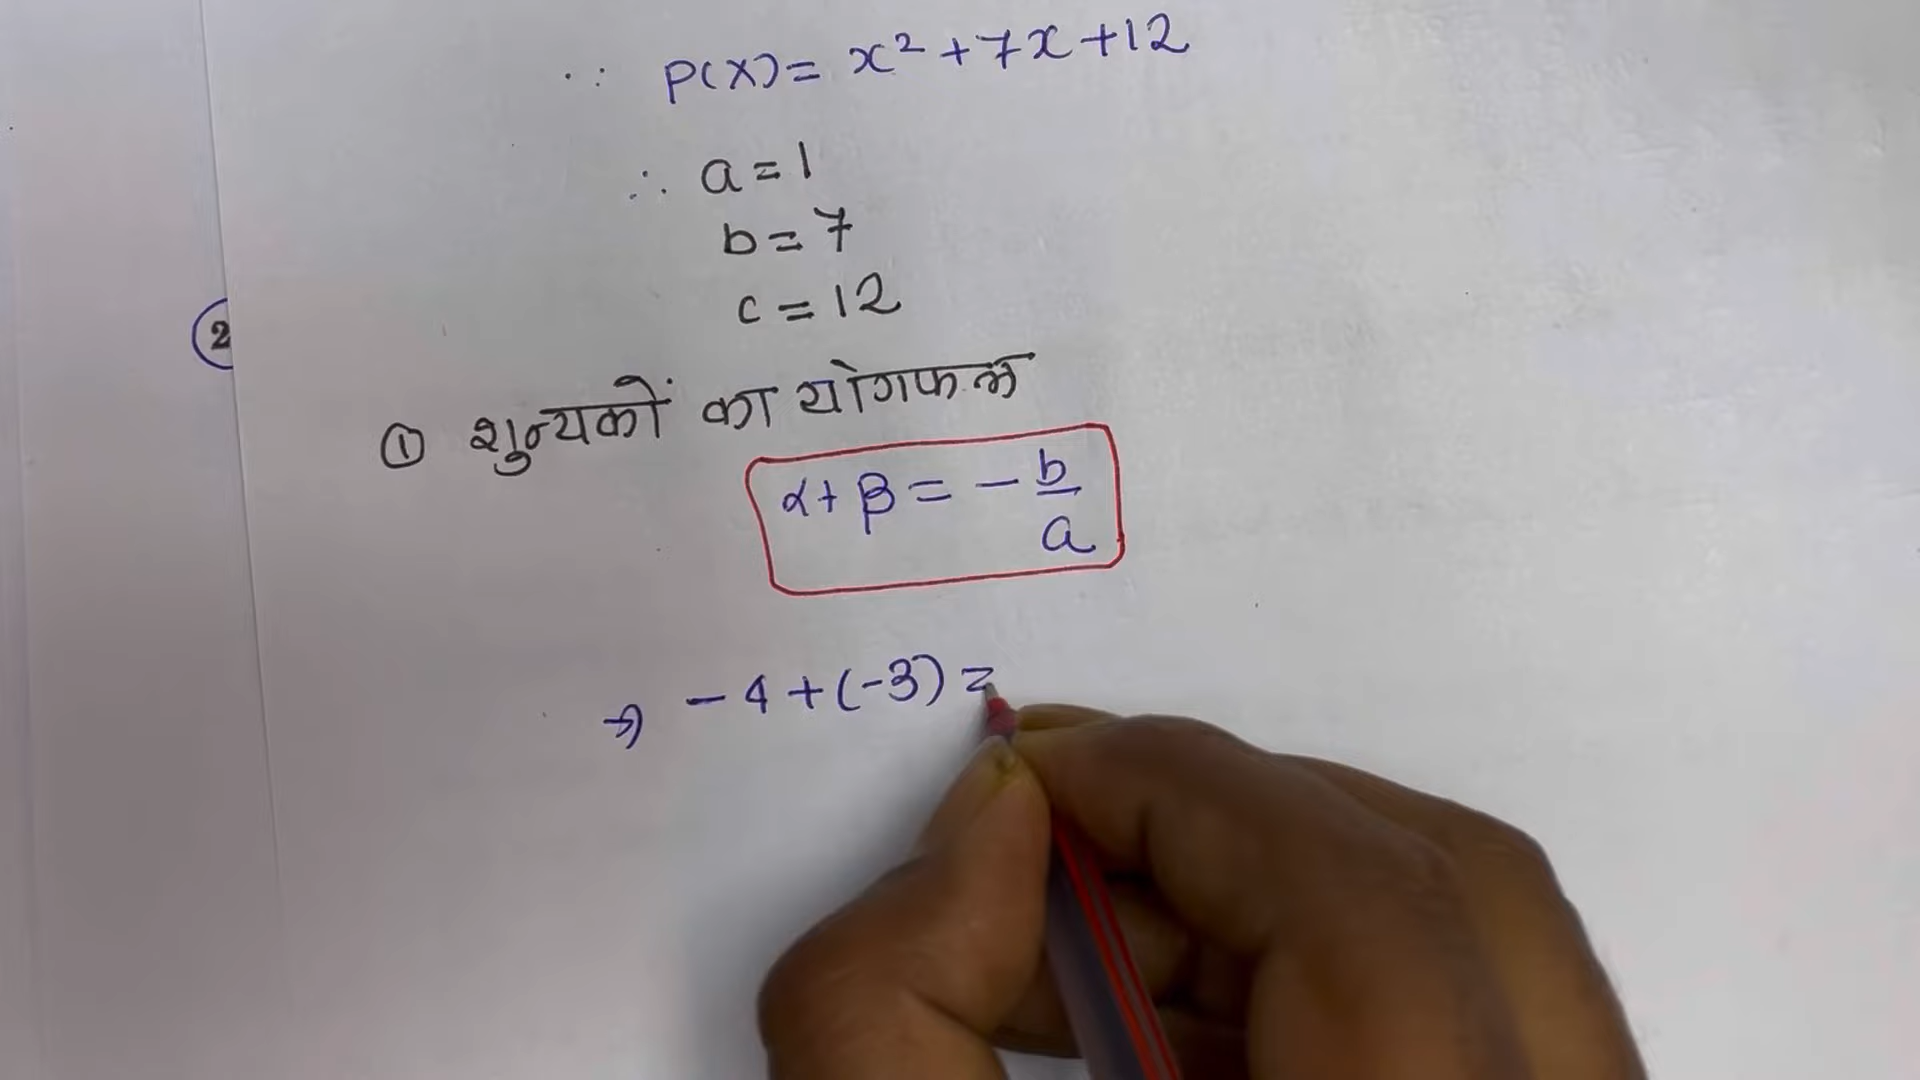 ∵ P(x) = x² + 7x + 12
∴ a = 1
b = 7
c = 12
2
① शुन्यकों का योगफल
α + β = - b/a
⇒ - 4 + (-3) =